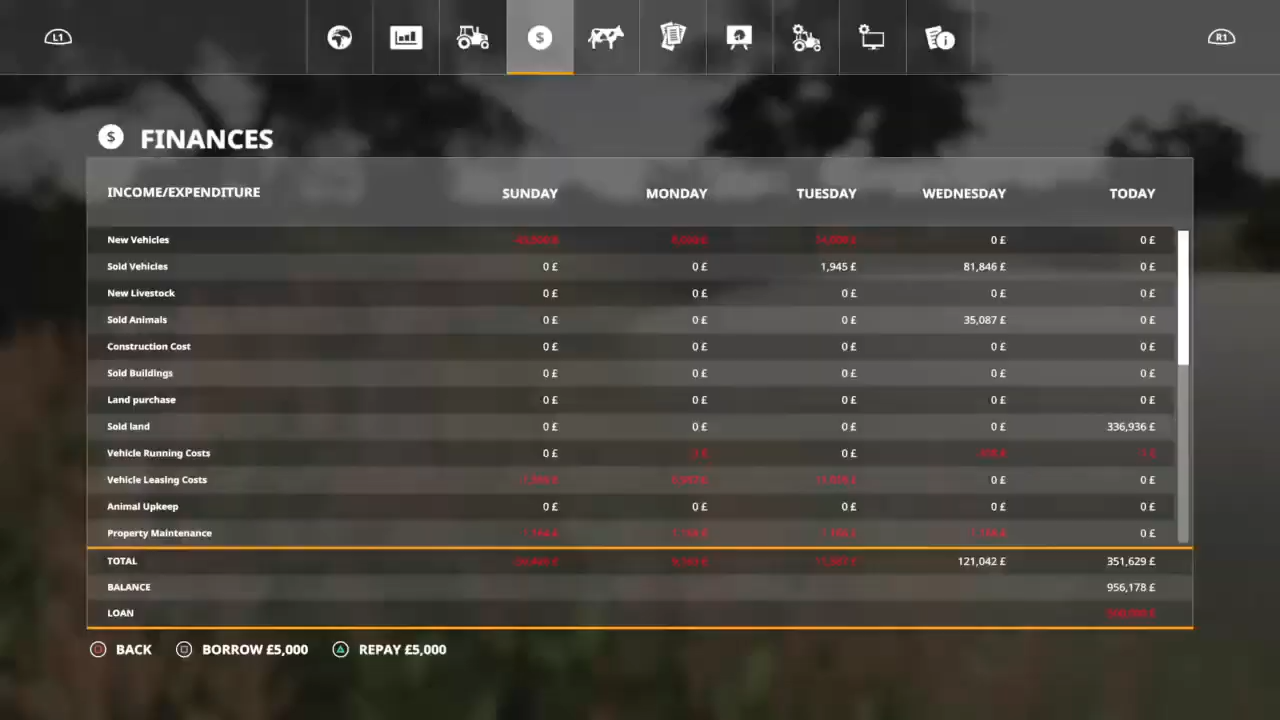 L1
R1
$ FINANCES
INCOME/EXPENDITURE SUNDAY MONDAY TUESDAY WEDNESDAY TODAY
New Vehicles 0 £ 0 £
Sold Vehicles 0 £ 0 £ 1,945 £ 81,846 £ 0 £
New Livestock 0 £ 0 £ 0 £ 0 £ 0 £
Sold Animals 0 £ 0 £ 0 £ 35,087 £ 0 £
Construction Cost 0 £ 0 £ 0 £ 0 £ 0 £
Sold Buildings 0 £ 0 £ 0 £ 0 £ 0 £
Land purchase 0 £ 0 £ 0 £ 0 £ 0 £
Sold land 0 £ 0 £ 0 £ 0 £ 336,936 £
Vehicle Running Costs 0 £ -1 £ 0 £ -1 £
Vehicle Leasing Costs 0 £ 0 £
Animal Upkeep 0 £ 0 £ 0 £ 0 £ 0 £
Property Maintenance 0 £
TOTAL 121,042 £ 351,629 £
BALANCE 956,178 £
LOAN
BACK BORROW £5,000 REPAY £5,000